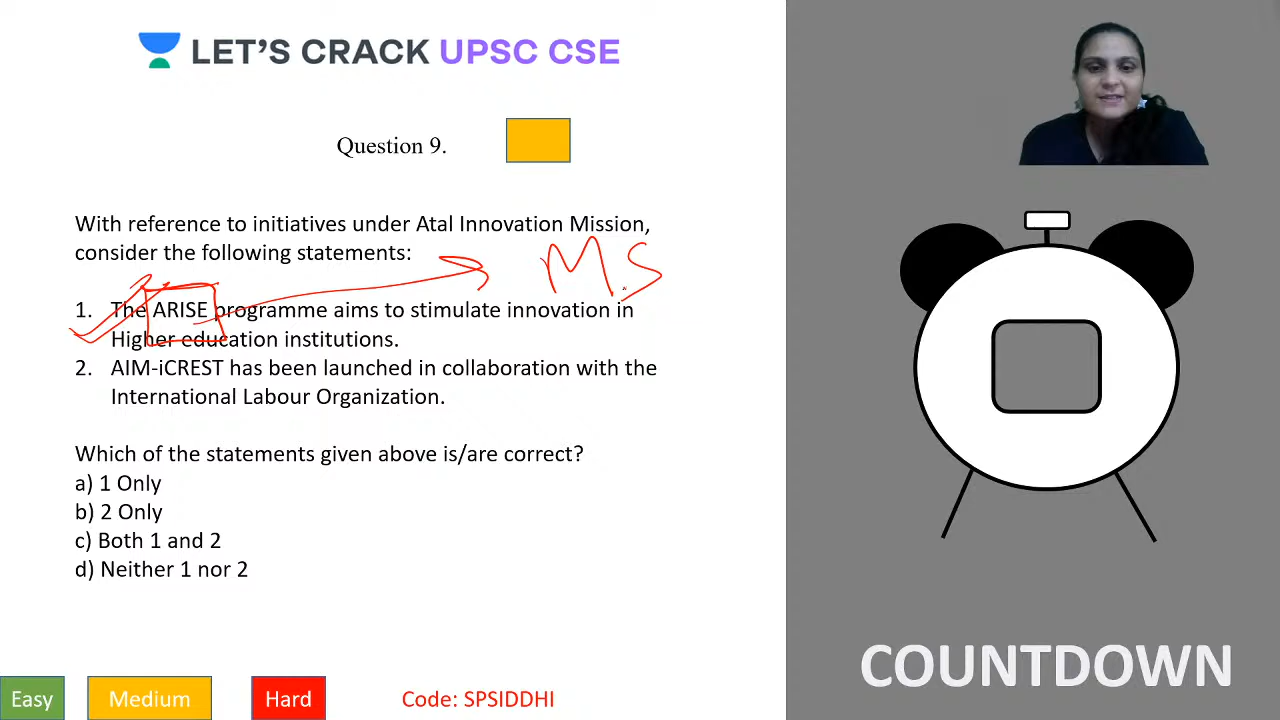 LET'S CRACK UPSC CSE
Question 9.
With reference to initiatives under Atal Innovation Mission,
consider the following statements:
M.S
1. The ARISE programme aims to stimulate innovation in
Higher education institutions.
2. AIM-iCREST has been launched in collaboration with the
International Labour Organization.
Which of the statements given above is/are correct?
a) 1 Only
b) 2 Only
c) Both 1 and 2
d) Neither 1 nor 2
COUNTDOWN
Easy Medium Hard Code: SPSIDDHI